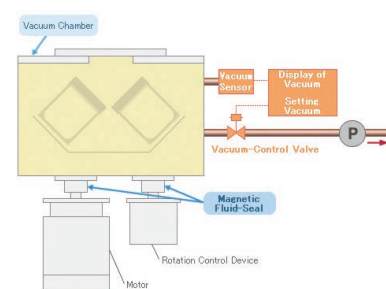 Vacuum Chamber
Vacuum
Sensor
Display of
Vacuum
Setting
Vacuum
Vacuum-Control Valve
P
Magnetic
Fluid-Seal
Rotation Control Device
Motor